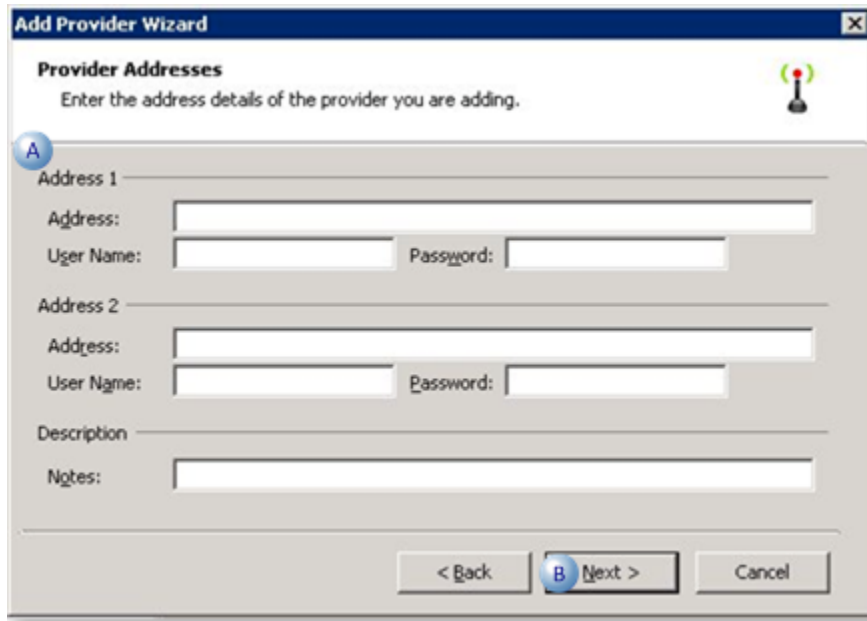 Add Provider Wizard
Provider Addresses
Enter the address details of the provider you are adding.
A
Address 1
Address:
User Name: Password:
Address 2
Address:
User Name: Password:
Description
Notes:
< Back B Next > Cancel